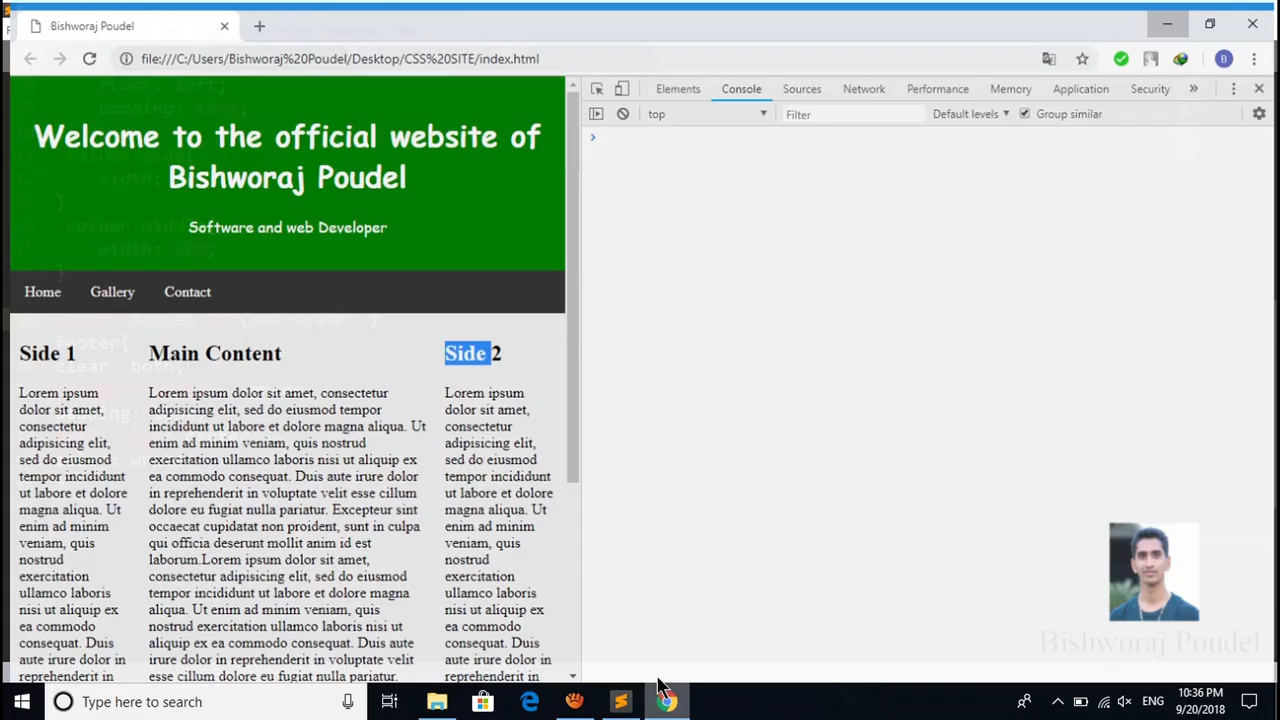 Bishworaj Poudel
file:///C:/Users/Bishworaj%20Poudel/Desktop/CSS%20SITE/index.html
B
Elements Console Sources Network Performance Memory Application Security
top Filter Default levels Group similar
float: left;
padding:
Welcome to the official website of
Bishworaj Poudel
width:
}
.column.middle
Software and web Developer
width:
}
Home Gallery Contact
screen
footer{
clear: both;
Side 1 Main Content Side 2
Lorem ipsum
dolor sit amet,
consectetur
adipisicing elit,
sed do eiusmod
tempor incididunt
ut labore et dolore
magna aliqua. Ut
enim ad minim
veniam, quis
nostrud
exercitation
ullamco laboris
nisi ut aliquip ex
ea commodo
consequat. Duis
aute irure dolor in
reprehenderit in
Lorem ipsum dolor sit amet, consectetur
adipisicing elit, sed do eiusmod tempor
incididunt ut labore et dolore magna aliqua. Ut
enim ad minim veniam, quis nostrud
exercitation ullamco laboris nisi ut aliquip ex
ea commodo consequat. Duis aute irure dolor
in reprehenderit in voluptate velit esse cillum
dolore eu fugiat nulla pariatur. Excepteur sint
occaecat cupidatat non proident, sunt in culpa
qui officia deserunt mollit anim id est
laborum.Lorem ipsum dolor sit amet,
consectetur adipisicing elit, sed do eiusmod
tempor incididunt ut labore et dolore magna
aliqua. Ut enim ad minim veniam, quis
nostrud exercitation ullamco laboris nisi ut
aliquip ex ea commodo consequat. Duis aute
irure dolor in reprehenderit in voluptate velit
esse cillum dolore eu fugiat nulla pariatur.
Lorem ipsum
dolor sit amet,
consectetur
adipisicing elit,
sed do eiusmod
tempor incididunt
ut labore et dolore
magna aliqua. Ut
enim ad minim
veniam, quis
nostrud
exercitation
ullamco laboris
nisi ut aliquip ex
ea commodo
consequat. Duis
aute irure dolor in
reprehenderit in
Bishworaj Poudel
Type here to search
ENG
10:36 PM
9/20/2018